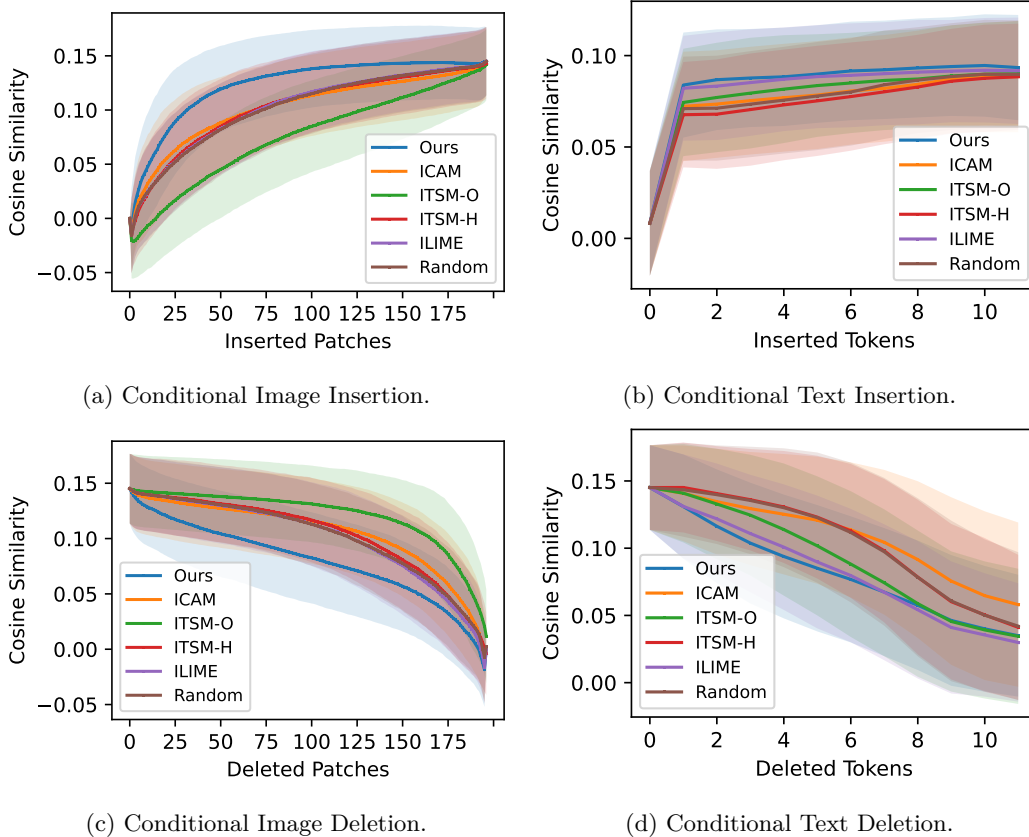 0.15
0.10
0.05
0.00
−0.05
Cosine Similarity
Ours
ICAM
ITSM-O
ITSM-H
ILIME
Random
0 25 50 75 100 125 150 175
Inserted Patches
(a) Conditional Image Insertion.
0.10
0.05
0.00
Cosine Similarity
Ours
ICAM
ITSM-O
ITSM-H
ILIME
Random
0 2 4 6 8 10
Inserted Tokens
(b) Conditional Text Insertion.
0.15
0.10
0.05
0.00
−0.05
Cosine Similarity
Ours
ICAM
ITSM-O
ITSM-H
ILIME
Random
0 25 50 75 100 125 150 175
Deleted Patches
(c) Conditional Image Deletion.
0.15
0.10
0.05
0.00
Cosine Similarity
Ours
ICAM
ITSM-O
ITSM-H
ILIME
Random
0 2 4 6 8 10
Deleted Tokens
(d) Conditional Text Deletion.